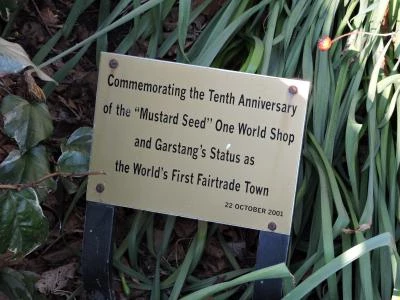 Commemorating the Tenth Anniversary
of the "Mustard Seed" One World Shop
and Garstang's Status as
the World's First Fairtrade Town
22 OCTOBER 2001